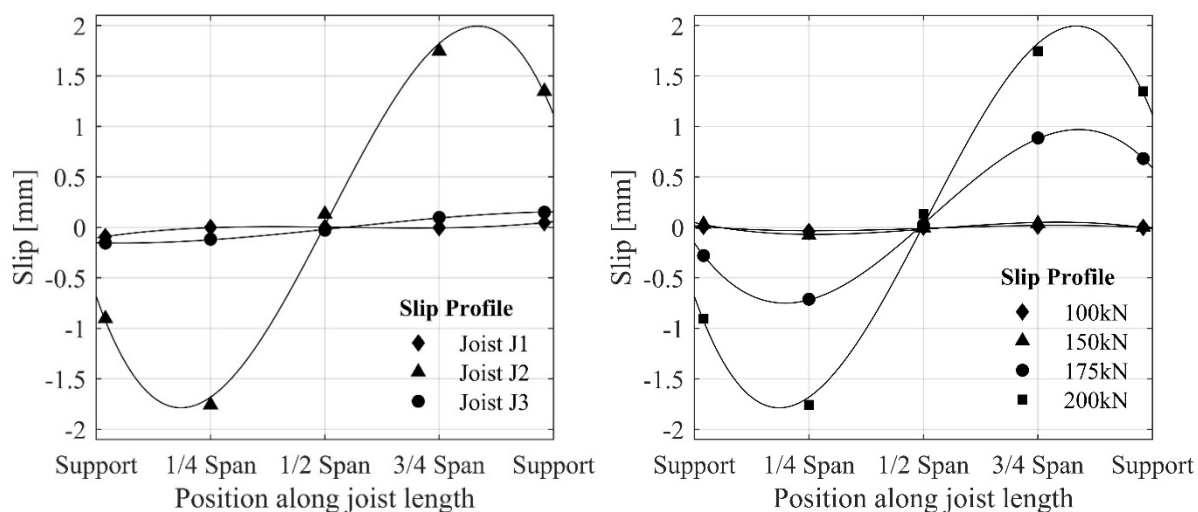 2
1.5
1
0.5
0
-0.5
-1
-1.5
-2
Slip [mm]
Slip Profile
Joist J1
Joist J2
Joist J3
Support 1/4 Span 1/2 Span 3/4 Span Support
Position along joist length
2
1.5
1
0.5
0
-0.5
-1
-1.5
-2
Slip [mm]
Slip Profile
100kN
150kN
175kN
200kN
Support 1/4 Span 1/2 Span 3/4 Span Support
Position along joist length